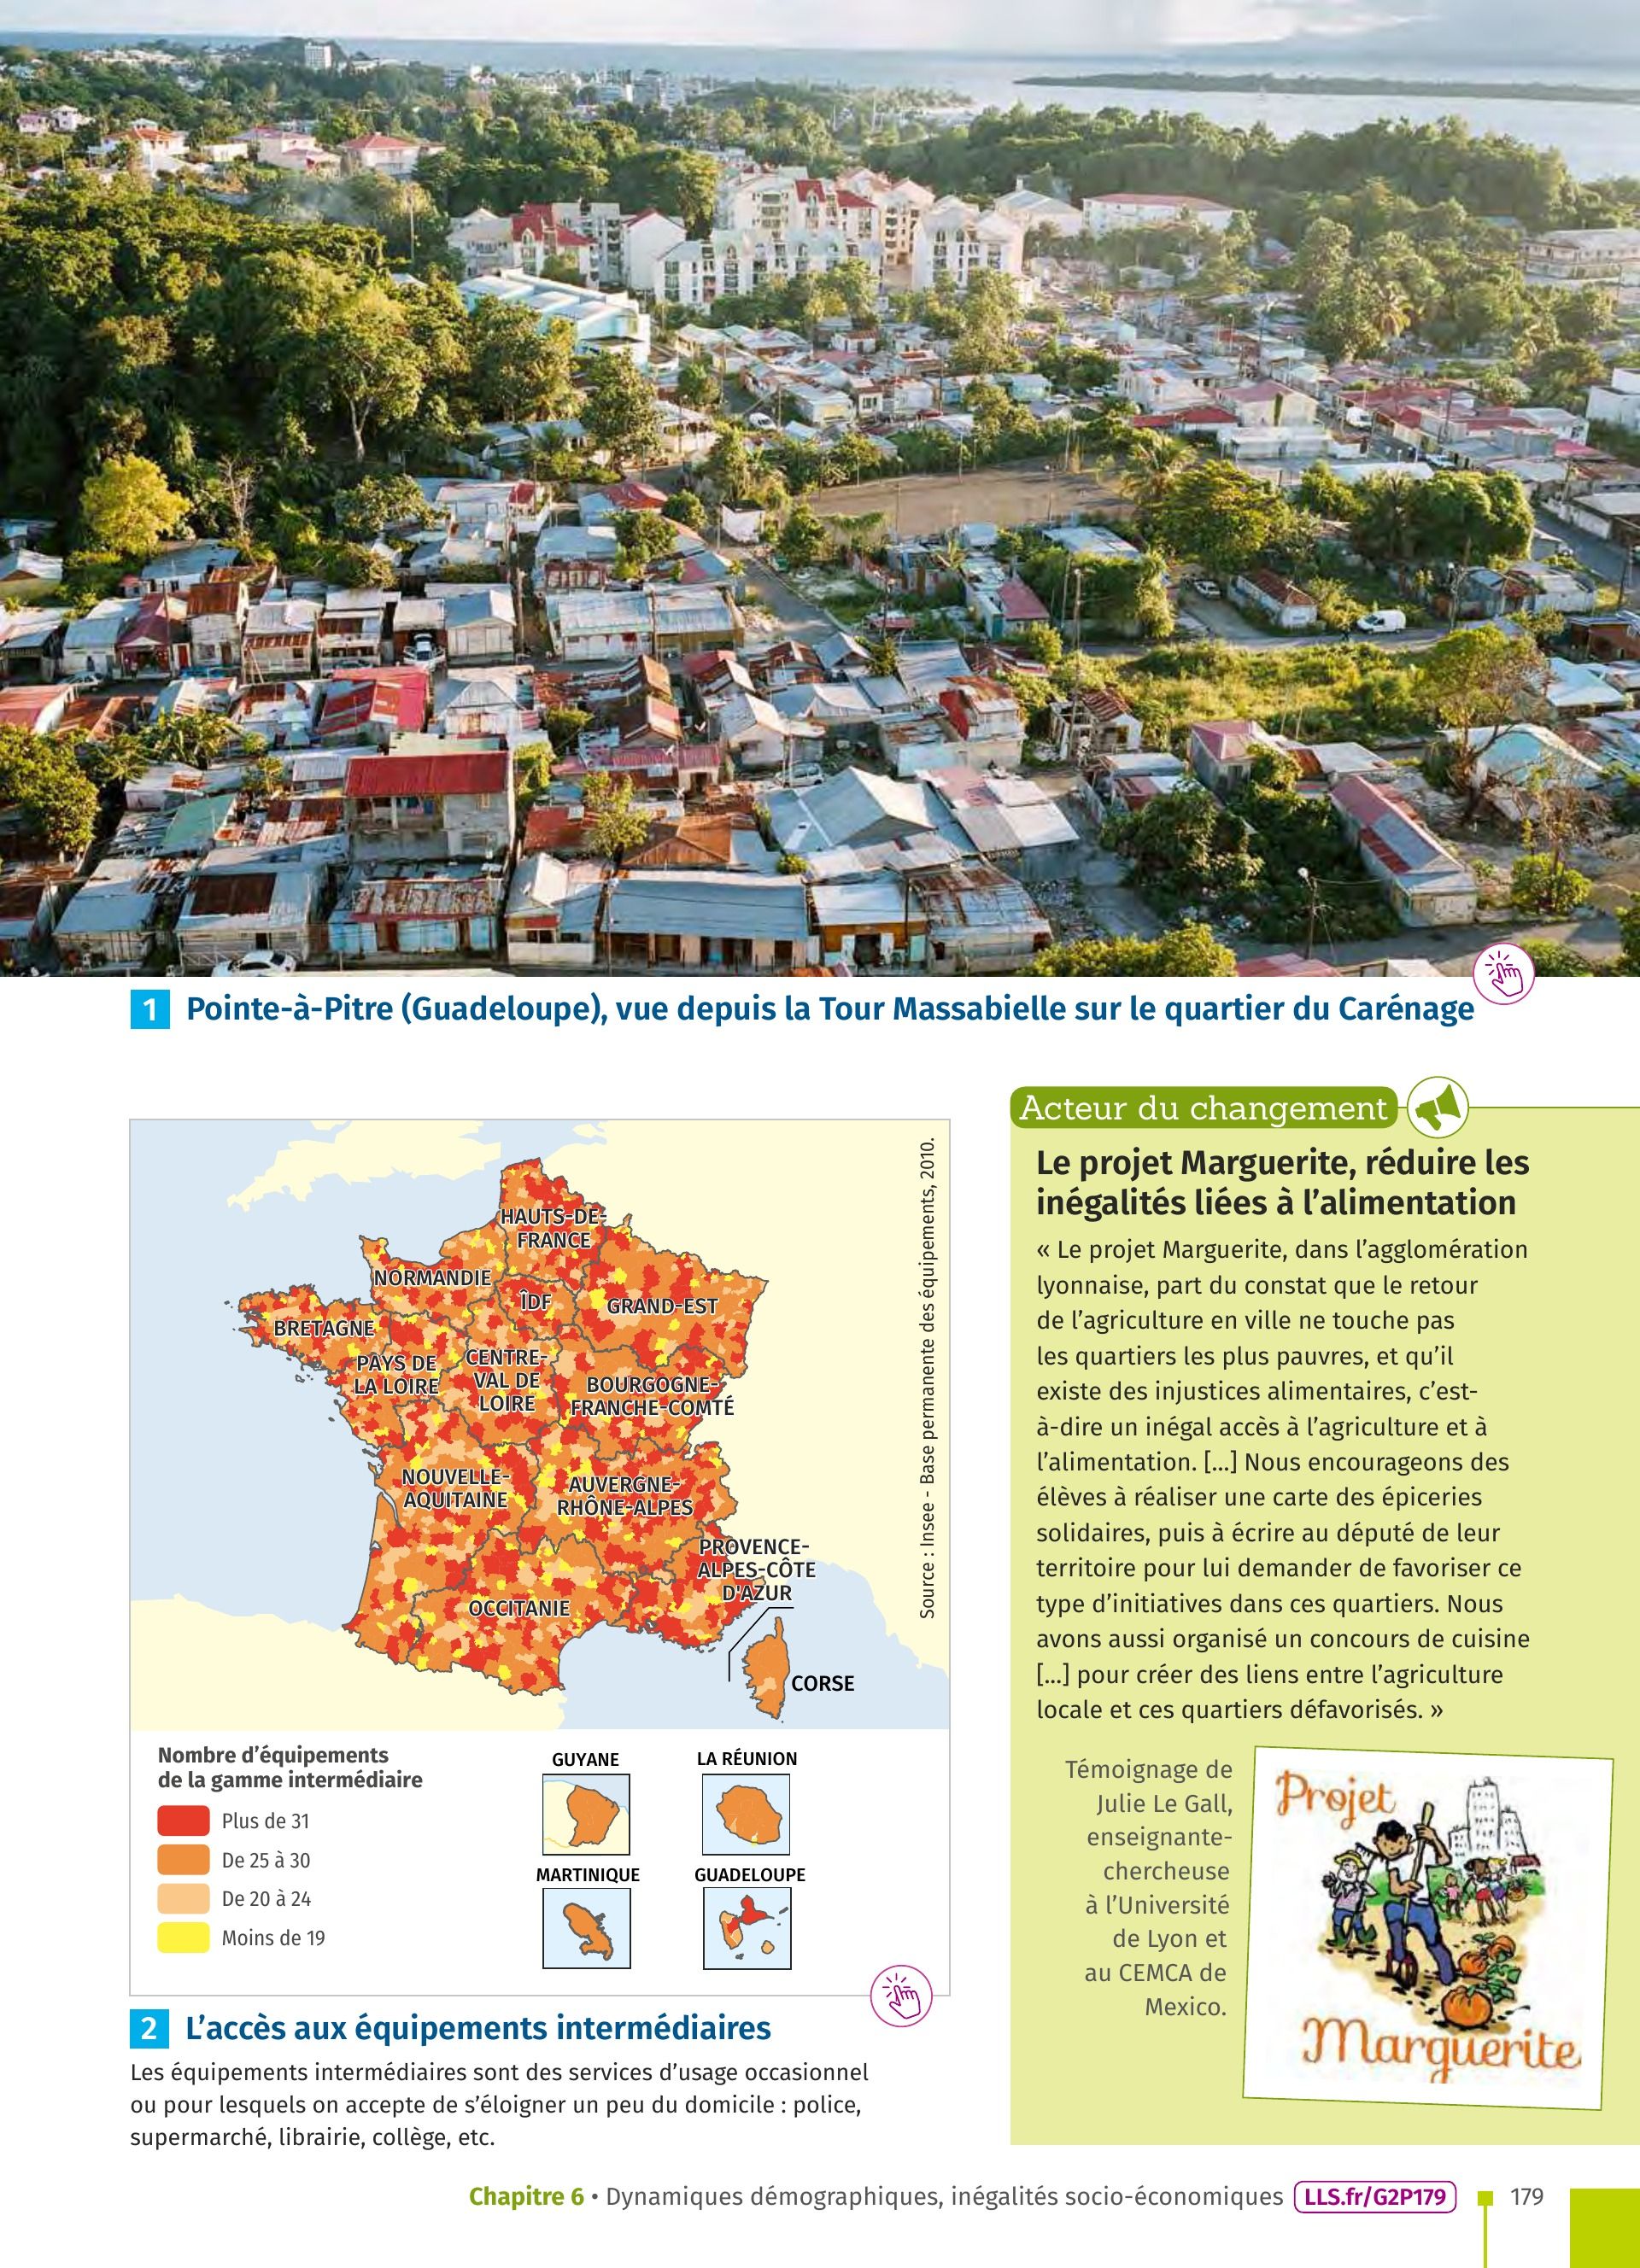 1 Pointe-à-Pitre (Guadeloupe), vue depuis la Tour Massabielle sur le quartier du Carénage
HAUTS-DE-
FRANCE
NORMANDIE
ÎDF
GRAND-EST
BRETAGNE
PAYS DE
LA LOIRE
CENTRE-
VAL DE
LOIRE
BOURGOGNE-
FRANCHE-COMTÉ
NOUVELLE-
AQUITAINE
AUVERGNE-
RHÔNE-ALPES
PROVENCE-
ALPES-CÔTE
D'AZUR
OCCITANIE
CORSE
Source : Insee - Base permanente des équipements, 2010.
Nombre d'équipements
de la gamme intermédiaire
Plus de 31
De 25 à 30
De 20 à 24
Moins de 19
GUYANE
LA RÉUNION
MARTINIQUE
GUADELOUPE
2 L'accès aux équipements intermédiaires
Les équipements intermédiaires sont des services d'usage occasionnel
ou pour lesquels on accepte de s'éloigner un peu du domicile : police,
supermarché, librairie, collège, etc.
Acteur du changement
Le projet Marguerite, réduire les
inégalités liées à l'alimentation
« Le projet Marguerite, dans l'agglomération
lyonnaise, part du constat que le retour
de l'agriculture en ville ne touche pas
les quartiers les plus pauvres, et qu'il
existe des injustices alimentaires, c'est-
à-dire un inégal accès à l'agriculture et à
l'alimentation. [...] Nous encourageons des
élèves à réaliser une carte des épiceries
solidaires, puis à écrire au député de leur
territoire pour lui demander de favoriser ce
type d'initiatives dans ces quartiers. Nous
avons aussi organisé un concours de cuisine
[...] pour créer des liens entre l'agriculture
locale et ces quartiers défavorisés. »
Témoignage de
Julie Le Gall,
enseignante-
chercheuse
à l'Université
de Lyon et
au CEMCA de
Mexico.
Projet
Marguerite
Chapitre 6 • Dynamiques démographiques, inégalités socio-économiques LLS.fr/G2P179 179